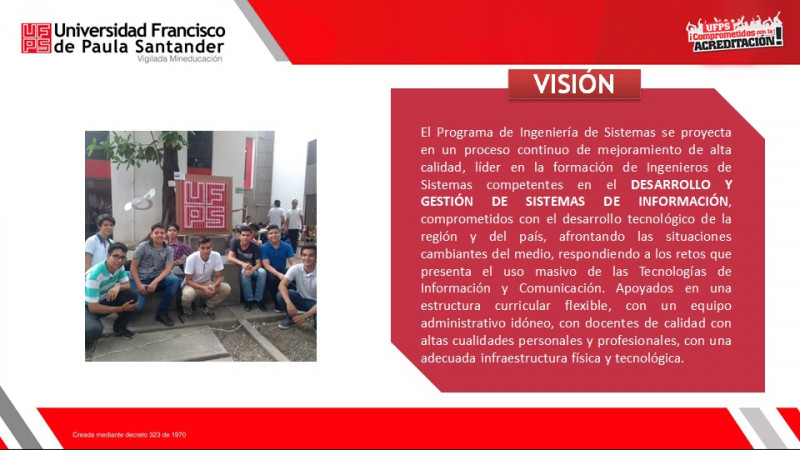 UFPS
Universidad Francisco
de Paula Santander
Vigilada Mineducación
UFPS
¡Comprometidos con la
ACREDITACIÓN!
VISIÓN
El Programa de Ingeniería de Sistemas se proyecta
en un proceso continuo de mejoramiento de alta
calidad, líder en la formación de Ingenieros de
Sistemas competentes en el DESARROLLO Y
GESTIÓN DE SISTEMAS DE INFORMACIÓN,
comprometidos con el desarrollo tecnológico de la
región y del país, afrontando las situaciones
cambiantes del medio, respondiendo a los retos que
presenta el uso masivo de las Tecnologías de
Información y Comunicación. Apoyados en una
estructura curricular flexible, con un equipo
administrativo idóneo, con docentes de calidad con
altas cualidades personales y profesionales, con una
adecuada infraestructura física y tecnológica.
UF
PS
Creada mediante decreto 323 de 1970